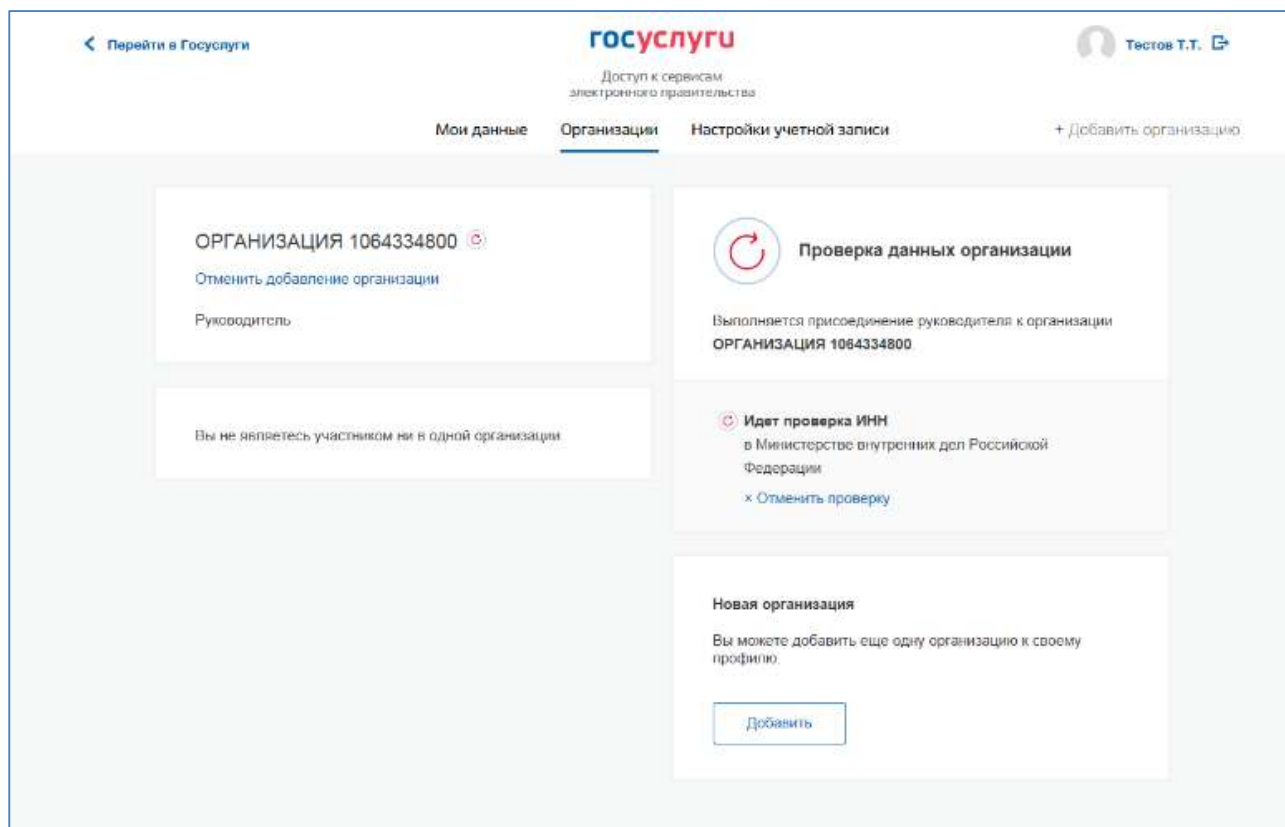 Перейти в Госуслуги
госуслуги
Тестов Т.Т.
Доступ к сервисам
электронного правительства
Мои данные Организации Настройки учетной записи + Добавить организацию
ОРГАНИЗАЦИЯ 1064334800
Отменить добавление организации
Руководитель
Вы не являетесь участником ни в одной организации
Проверка данных организации
Выполняется присоединение руководителя к организации
ОРГАНИЗАЦИЯ 1064334800
Идет проверка ИНН
в Министерстве внутренних дел Российской
Федерации
× Отменить проверку
Новая организация
Вы можете добавить еще одну организацию к своему
профилю.
Добавить